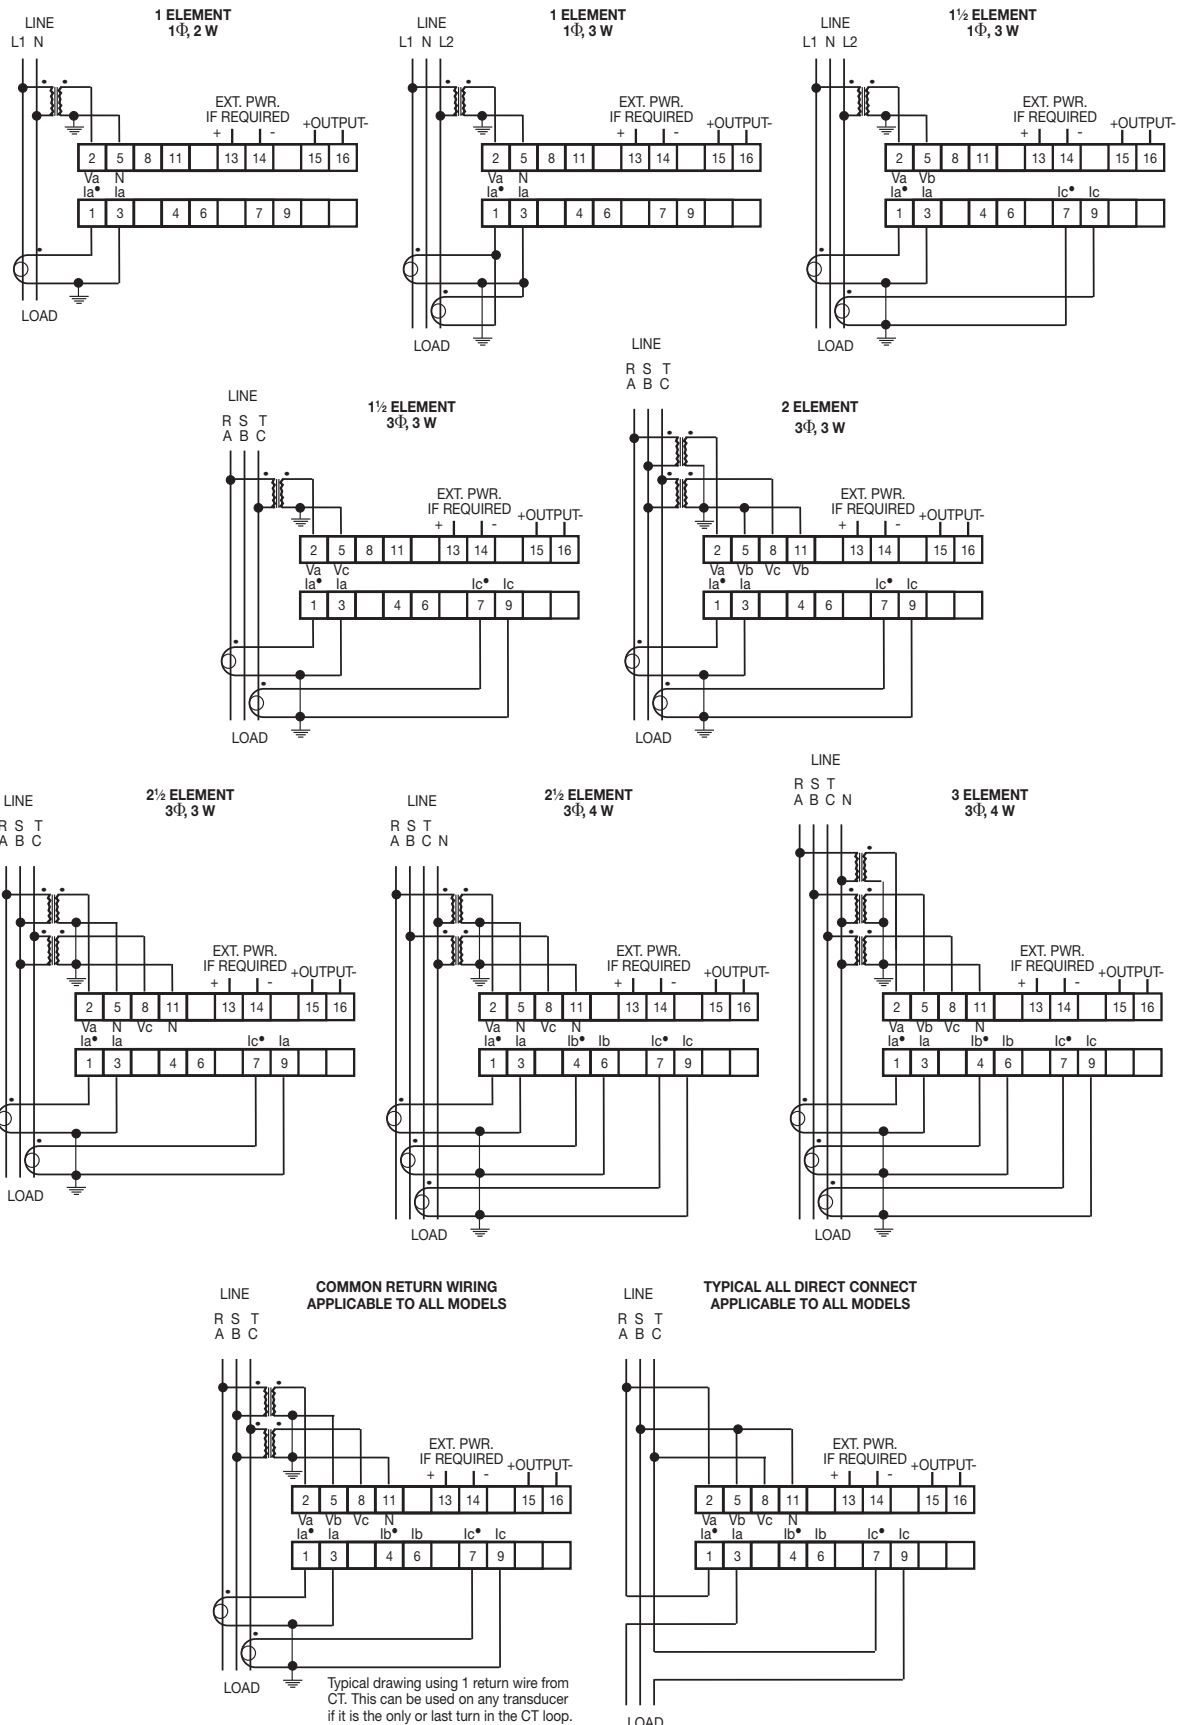 1 ELEMENT
1Φ, 2 W
LINE
L1 N
EXT. PWR.
IF REQUIRED
+ -
+OUTPUT-
2 5 8 11 13 14 15 16
Va N
Ia• Ia
1 3 4 6 7 9
LOAD
1 ELEMENT
1Φ, 3 W
LINE
L1 N L2
EXT. PWR.
IF REQUIRED
+ -
+OUTPUT-
2 5 8 11 13 14 15 16
Va N
Ia• Ia
1 3 4 6 7 9
LOAD
1½ ELEMENT
1Φ, 3 W
LINE
L1 N L2
EXT. PWR.
IF REQUIRED
+ -
+OUTPUT-
2 5 8 11 13 14 15 16
Va Vb
Ia• Ia Ic• Ic
1 3 4 6 7 9
LOAD
1½ ELEMENT
3Φ, 3 W
LINE
R S T
A B C
EXT. PWR.
IF REQUIRED
+ -
+OUTPUT-
2 5 8 11 13 14 15 16
Va Vc
Ia• Ia Ic• Ic
1 3 4 6 7 9
LOAD
2 ELEMENT
3Φ, 3 W
LINE
R S T
A B C
EXT. PWR.
IF REQUIRED
+ -
+OUTPUT-
2 5 8 11 13 14 15 16
Va Vb Vc Vb
Ia• Ia Ic• Ic
1 3 4 6 7 9
LOAD
2½ ELEMENT
3Φ, 3 W
LINE
R S T
A B C
EXT. PWR.
IF REQUIRED
+ -
+OUTPUT-
2 5 8 11 13 14 15 16
Va N Vc N
Ia• Ia Ic• Ia
1 3 4 6 7 9
LOAD
2½ ELEMENT
3Φ, 4 W
LINE
R S T
A B C N
EXT. PWR.
IF REQUIRED
+ -
+OUTPUT-
2 5 8 11 13 14 15 16
Va N Vc N
Ia• Ia Ib• Ib Ic• Ic
1 3 4 6 7 9
LOAD
3 ELEMENT
3Φ, 4 W
LINE
R S T
A B C N
EXT. PWR.
IF REQUIRED
+ -
+OUTPUT-
2 5 8 11 13 14 15 16
Va Vb Vc N
Ia• Ia Ib• Ib Ic• Ic
1 3 4 6 7 9
LOAD
COMMON RETURN WIRING
APPLICABLE TO ALL MODELS
LINE
R S T
A B C
EXT. PWR.
IF REQUIRED
+ -
+OUTPUT-
2 5 8 11 13 14 15 16
Va Vb Vc N
Ia• Ia Ib• Ib Ic• Ic
1 3 4 6 7 9
LOAD
Typical drawing using 1 return wire from
CT. This can be used on any transducer
if it is the only or last turn in the CT loop.
TYPICAL ALL DIRECT CONNECT
APPLICABLE TO ALL MODELS
LINE
R S T
A B C
EXT. PWR.
IF REQUIRED
+ -
+OUTPUT-
2 5 8 11 13 14 15 16
Va Vb Vc N
Ia• Ia Ib• Ib Ic• Ic
1 3 4 6 7 9
LOAD